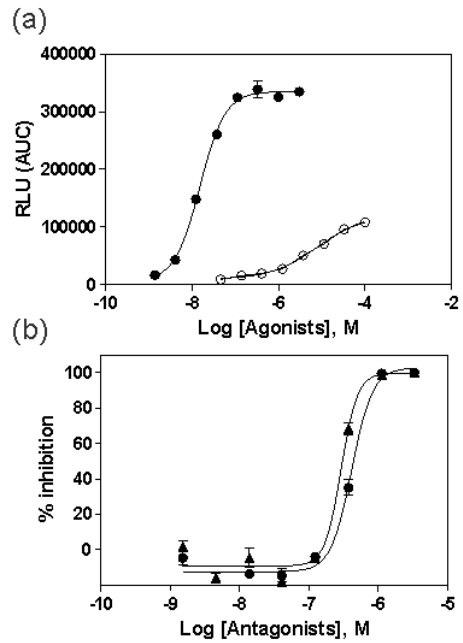 (a)
400000
300000
200000
100000
0
RLU (AUC)
-10 -8 -6 -4 -2
Log [Agonists], M
(b)
100
80
60
40
20
0
% inhibition
-10 -9 -8 -7 -6 -5
Log [Antagonists], M